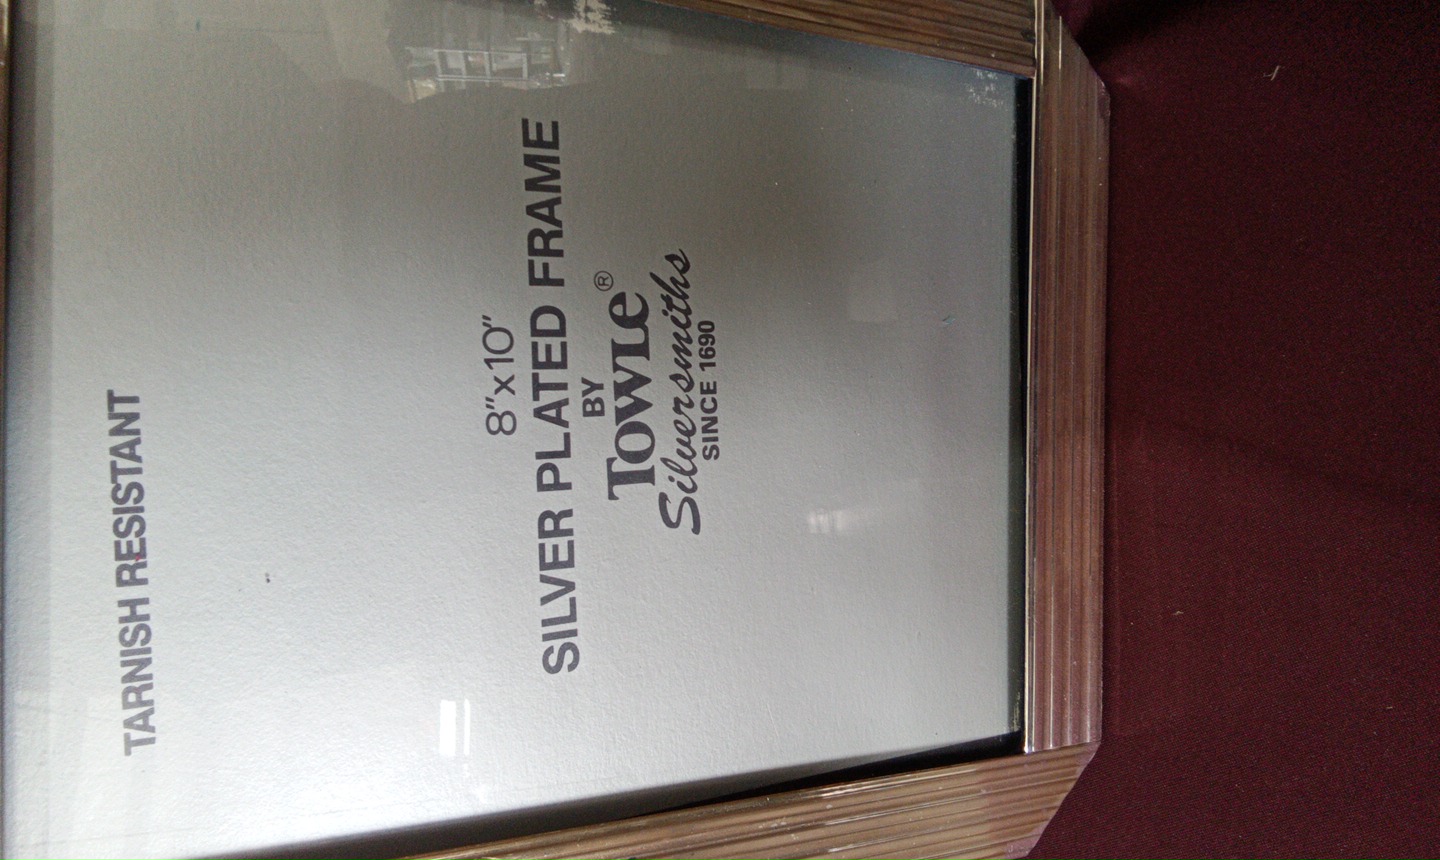 TARNISH RESISTANT
8"x10"
SILVER PLATED FRAME
BY
TOWLE®
Silversmiths
SINCE 1690